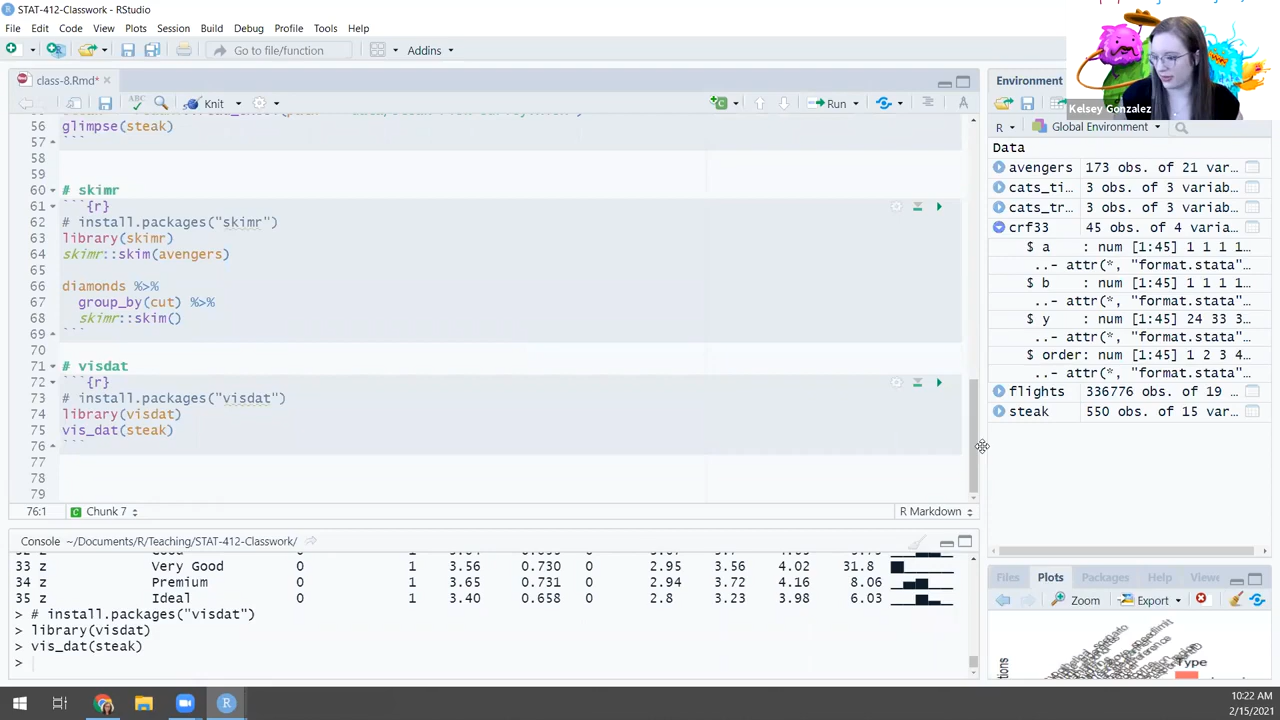 STAT-412-Classwork - RStudio
File Edit Code View Plots Session Build Debug Profile Tools Help
Go to file/function Addins
class-8.Rmd*
ABC Knit Run
56 glimpse(steak)
57 ```
58
59
60 # skimr
61 ```{r}
62 # install.packages("skimr")
63 library(skimr)
64 skimr::skim(avengers)
65
66 diamonds %>%
67 group_by(cut) %>%
68 skimr::skim()
69 ```
70
71 # visdat
72 ```{r}
73 # install.packages("visdat")
74 library(visdat)
75 vis_dat(steak)
76 ```
77
78
79
76:1 Chunk 7 R Markdown
Console ~/Documents/R/Teaching/STAT-412-Classwork/
33 z Very Good 0 1 3.56 0.730 0 2.95 3.56 4.02 31.8
34 z Premium 0 1 3.65 0.731 0 2.94 3.72 4.16 8.06
35 z Ideal 0 1 3.40 0.658 0 2.8 3.23 3.98 6.03
> # install.packages("visdat")
> library(visdat)
> vis_dat(steak)
>
Environment
Kelsey Gonzalez
R Global Environment
Data
avengers 173 obs. of 21 var…
cats_ti… 3 obs. of 3 variab…
cats_tr… 3 obs. of 3 variab…
crf33 45 obs. of 4 varia…
$ a : num [1:45] 1 1 1 1…
..- attr(*, "format.stata"…
$ b : num [1:45] 1 1 1 1…
..- attr(*, "format.stata"…
$ y : num [1:45] 24 33 3…
..- attr(*, "format.stata"…
$ order: num [1:45] 1 2 3 4…
..- attr(*, "format.stata"…
flights 336776 obs. of 19 …
steak 550 obs. of 15 var…
Files Plots Packages Help Viewe
Zoom Export
Type
10:22 AM
2/15/2021